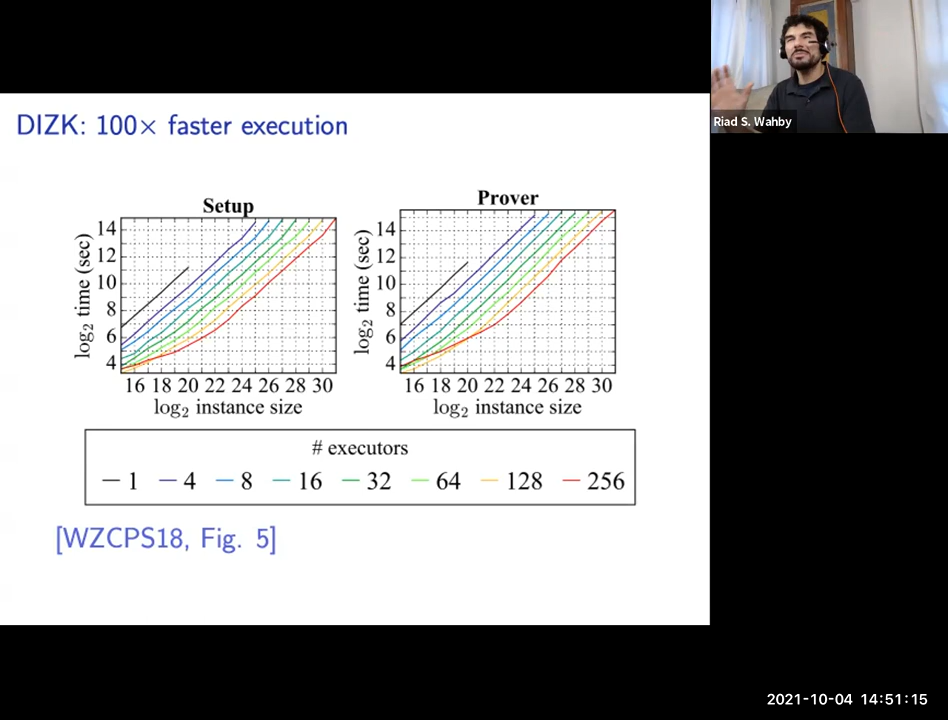 Riad S. Wahby
DIZK: 100× faster execution
Setup
log₂ time (sec)
14
12
10
8
6
4
16 18 20 22 24 26 28 30
log₂ instance size
Prover
log₂ time (sec)
14
12
10
8
6
4
16 18 20 22 24 26 28 30
log₂ instance size
# executors
1 4 8 16 32 64 128 256
[WZCPS18, Fig. 5]
2021-10-04 14:51:15